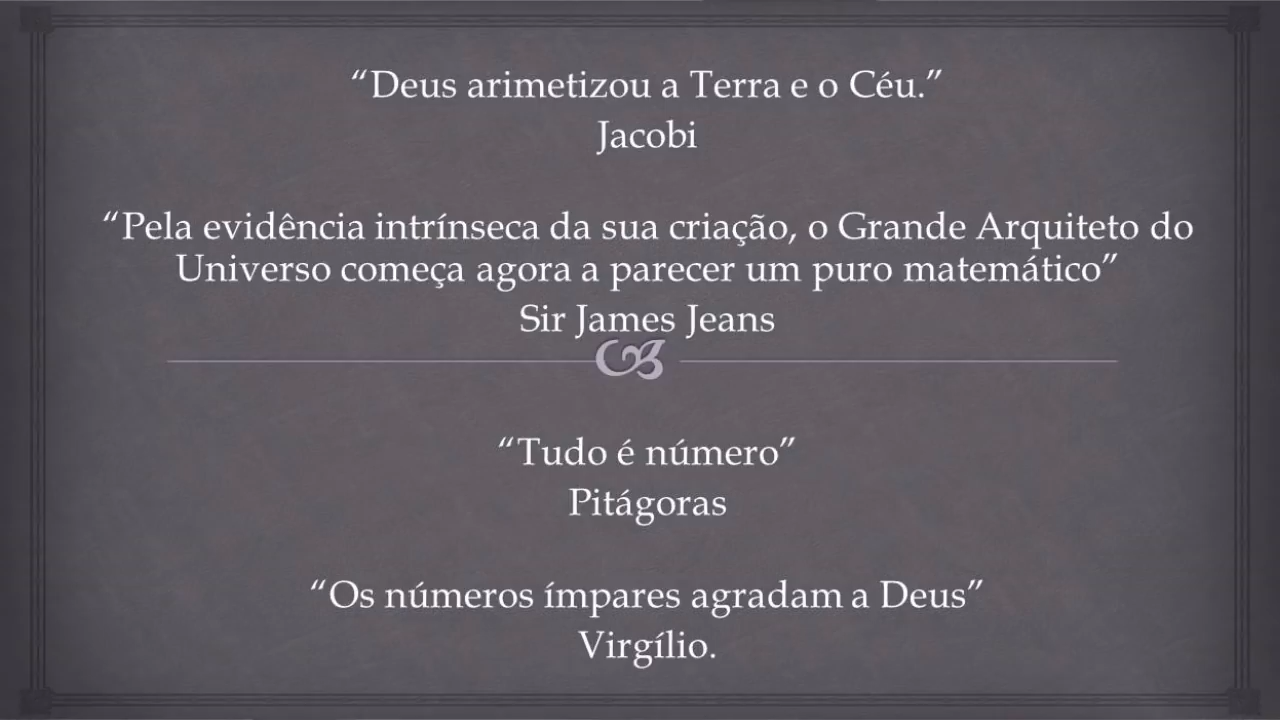 “Deus arimetizou a Terra e o Céu.”
Jacobi
“Pela evidência intrínseca da sua criação, o Grande Arquiteto do
Universo começa agora a parecer um puro matemático”
Sir James Jeans
“Tudo é número”
Pitágoras
“Os números ímpares agradam a Deus”
Virgílio.